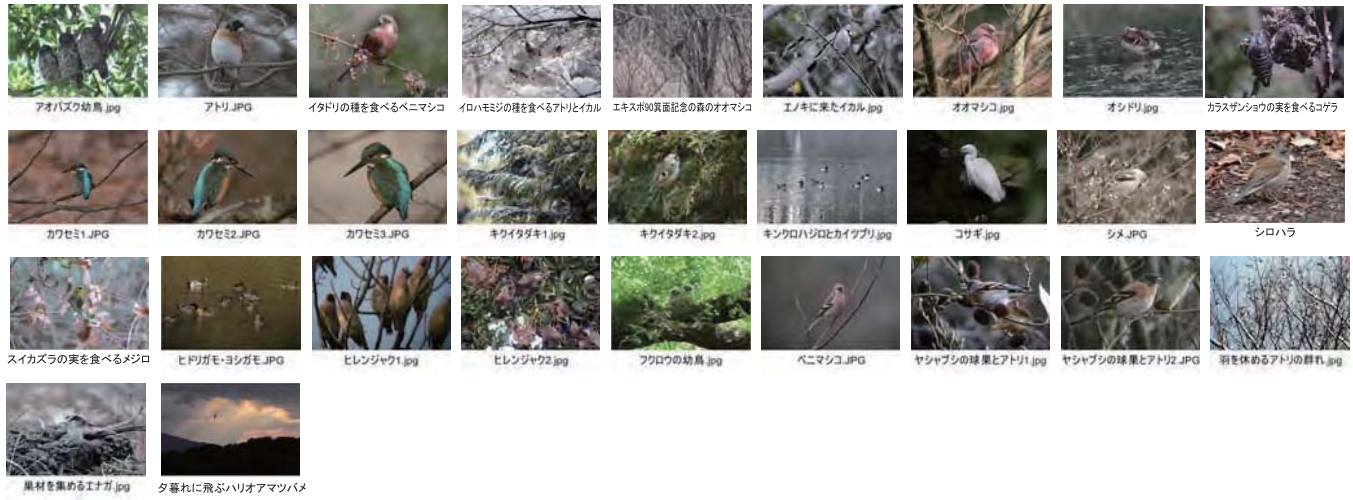 アオバズク幼鳥.jpg
アトリ.JPG
イタドリの種を食べるベニマシコ
イロハモミジの種を食べるアトリとイカル
エキスポ90箕面記念の森のオオマシコ
エノキに来たイカル.jpg
オオマシコ.jpg
オシドリ.jpg
カラスザンショウの実を食べるコゲラ
カワセミ1.JPG
カワセミ2.JPG
カワセミ3.JPG
キクイタダキ1.jpg
キクイタダキ2.jpg
キンクロハジロとカイツブリ.jpg
コサギ.jpg
シメ.JPG
シロハラ
スイカズラの実を食べるメジロ
ヒドリガモ・ヨシガモ.JPG
ヒレンジャク1.jpg
ヒレンジャク2.jpg
フクロウの幼鳥.jpg
ベニマシコ.JPG
ヤシャブシの球果とアトリ1.jpg
ヤシャブシの球果とアトリ2.JPG
羽を休めるアトリの群れ.jpg
巣材を集めるエナガ.jpg
夕暮れに飛ぶハリオアマツバメ